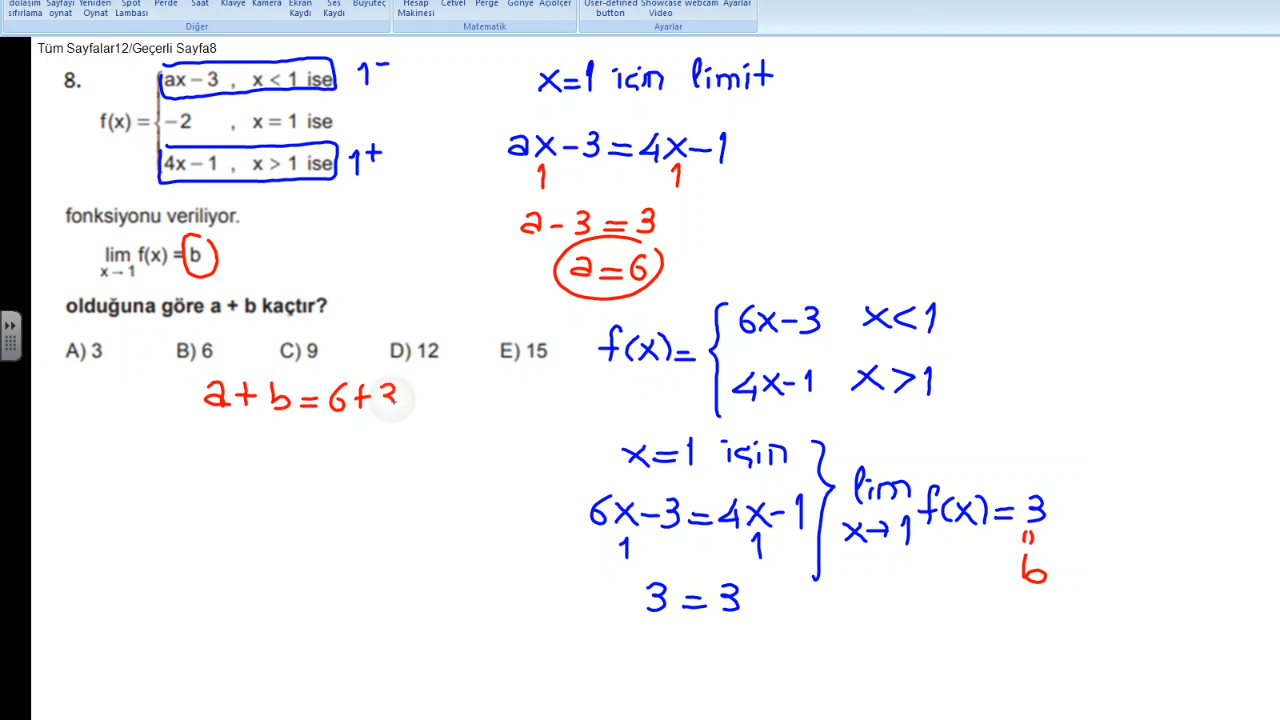 dolaşım Sayfayı Yeniden Spot Perde Saat Klavye Kamera Ekran Ses Büyüteç Hesap Cetvel Perge Gönye Açıölçer User-defined Showcase webcam Ayarlar
sıfırlama oynat Oynat Lambası Kaydı Kaydı Makinesi button Video
Diğer Matematik Ayarlar
Tüm Sayfalar12/Geçerli Sayfa8
8.
f(x) =
ax − 3 , x < 1 ise 1⁻
−2 , x = 1 ise
4x − 1 , x > 1 ise 1⁺
fonksiyonu veriliyor.
lim f(x) = b
x→1
olduğuna göre a + b kaçtır?
A) 3 B) 6 C) 9 D) 12 E) 15
a + b = 6 + 3
x=1 için limit
ax − 3 = 4x − 1
1 1
a − 3 = 3
a = 6
f(x) =
6x − 3 x < 1
4x − 1 x > 1
x = 1 için
6x − 3 = 4x − 1
1 1
3 = 3
lim f(x) = 3
x→1
"
b